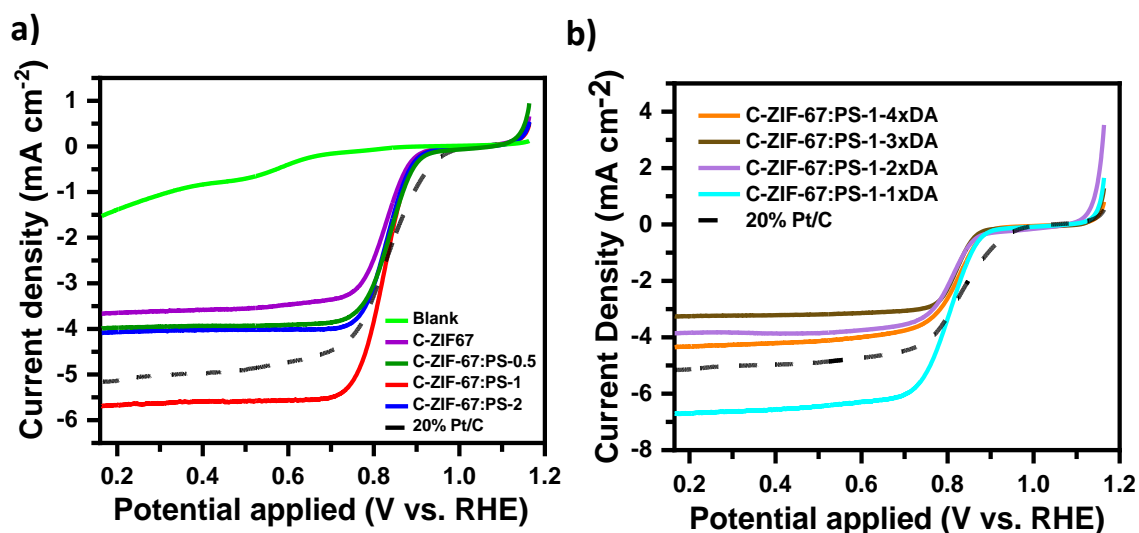 a)
Current density (mA cm-2)
1
0
-1
-2
-3
-4
-5
-6
0.2 0.4 0.6 0.8 1.0 1.2
Potential applied (V vs. RHE)
Blank
C-ZIF67
C-ZIF-67:PS-0.5
C-ZIF-67:PS-1
C-ZIF-67:PS-2
20% Pt/C
b)
Current Density (mA cm-2)
4
2
0
-2
-4
-6
-8
0.2 0.4 0.6 0.8 1.0 1.2
Potential applied (V vs. RHE)
C-ZIF-67:PS-1-4xDA
C-ZIF-67:PS-1-3xDA
C-ZIF-67:PS-1-2xDA
C-ZIF-67:PS-1-1xDA
20% Pt/C